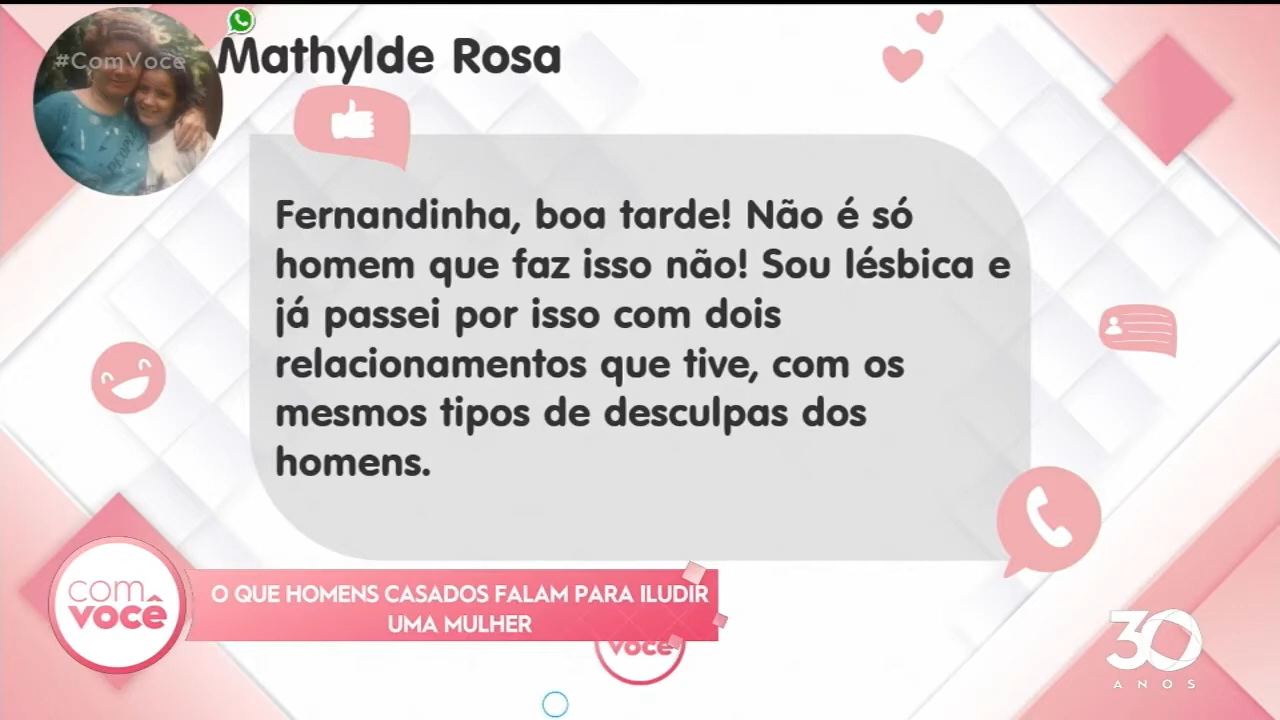 #ComVoce
Mathylde Rosa
Fernandinha, boa tarde! Não é só
homem que faz isso não! Sou lésbica e
já passei por isso com dois
relacionamentos que tive, com os
mesmos tipos de desculpas dos
homens.
com
você
O QUE HOMENS CASADOS FALAM PARA ILUDIR
UMA MULHER
você
30
ANOS